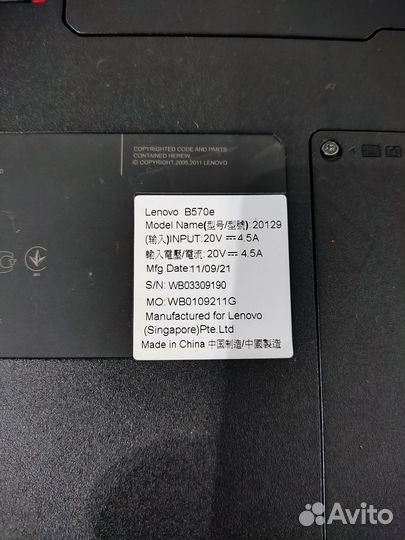 COPYRIGHTED CODE AND PARTS
CONTAINED HEREIN.
© COPYRIGHT,2005,2011 LENOVO
Lenovo B570e
Model Name(型号/型號):20129
(输入)INPUT:20V ⎓ 4.5A
輸入電壓/電流: 20V ⎓ 4.5A
Mfg Date:11/09/21
S/N: WB03309190
MO: WB0109211G
Manufactured for Lenovo
(Singapore)Pte.Ltd
Made in China 中国制造/中國製造
Avito